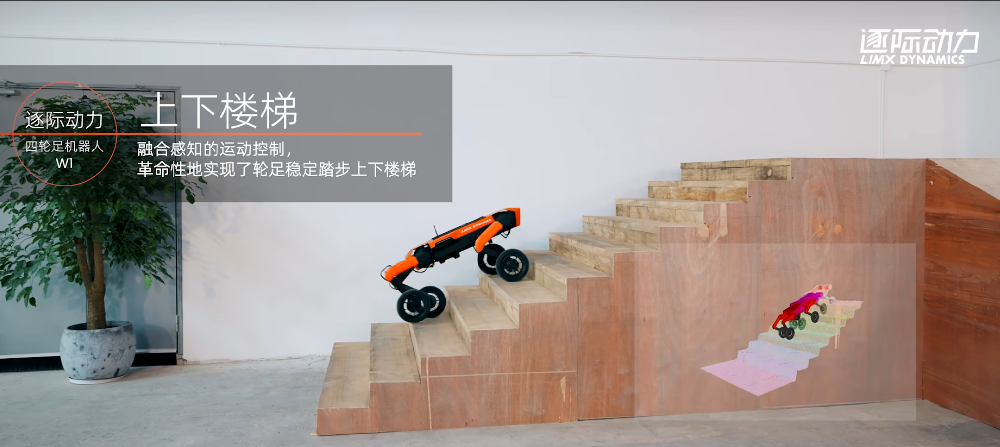 逐际动力
LIMX DYNAMICS
上下楼梯
逐际动力
四轮足机器人
W1
融合感知的运动控制，
革命性地实现了轮足稳定踏步上下楼梯
LIMX DYNAMICS